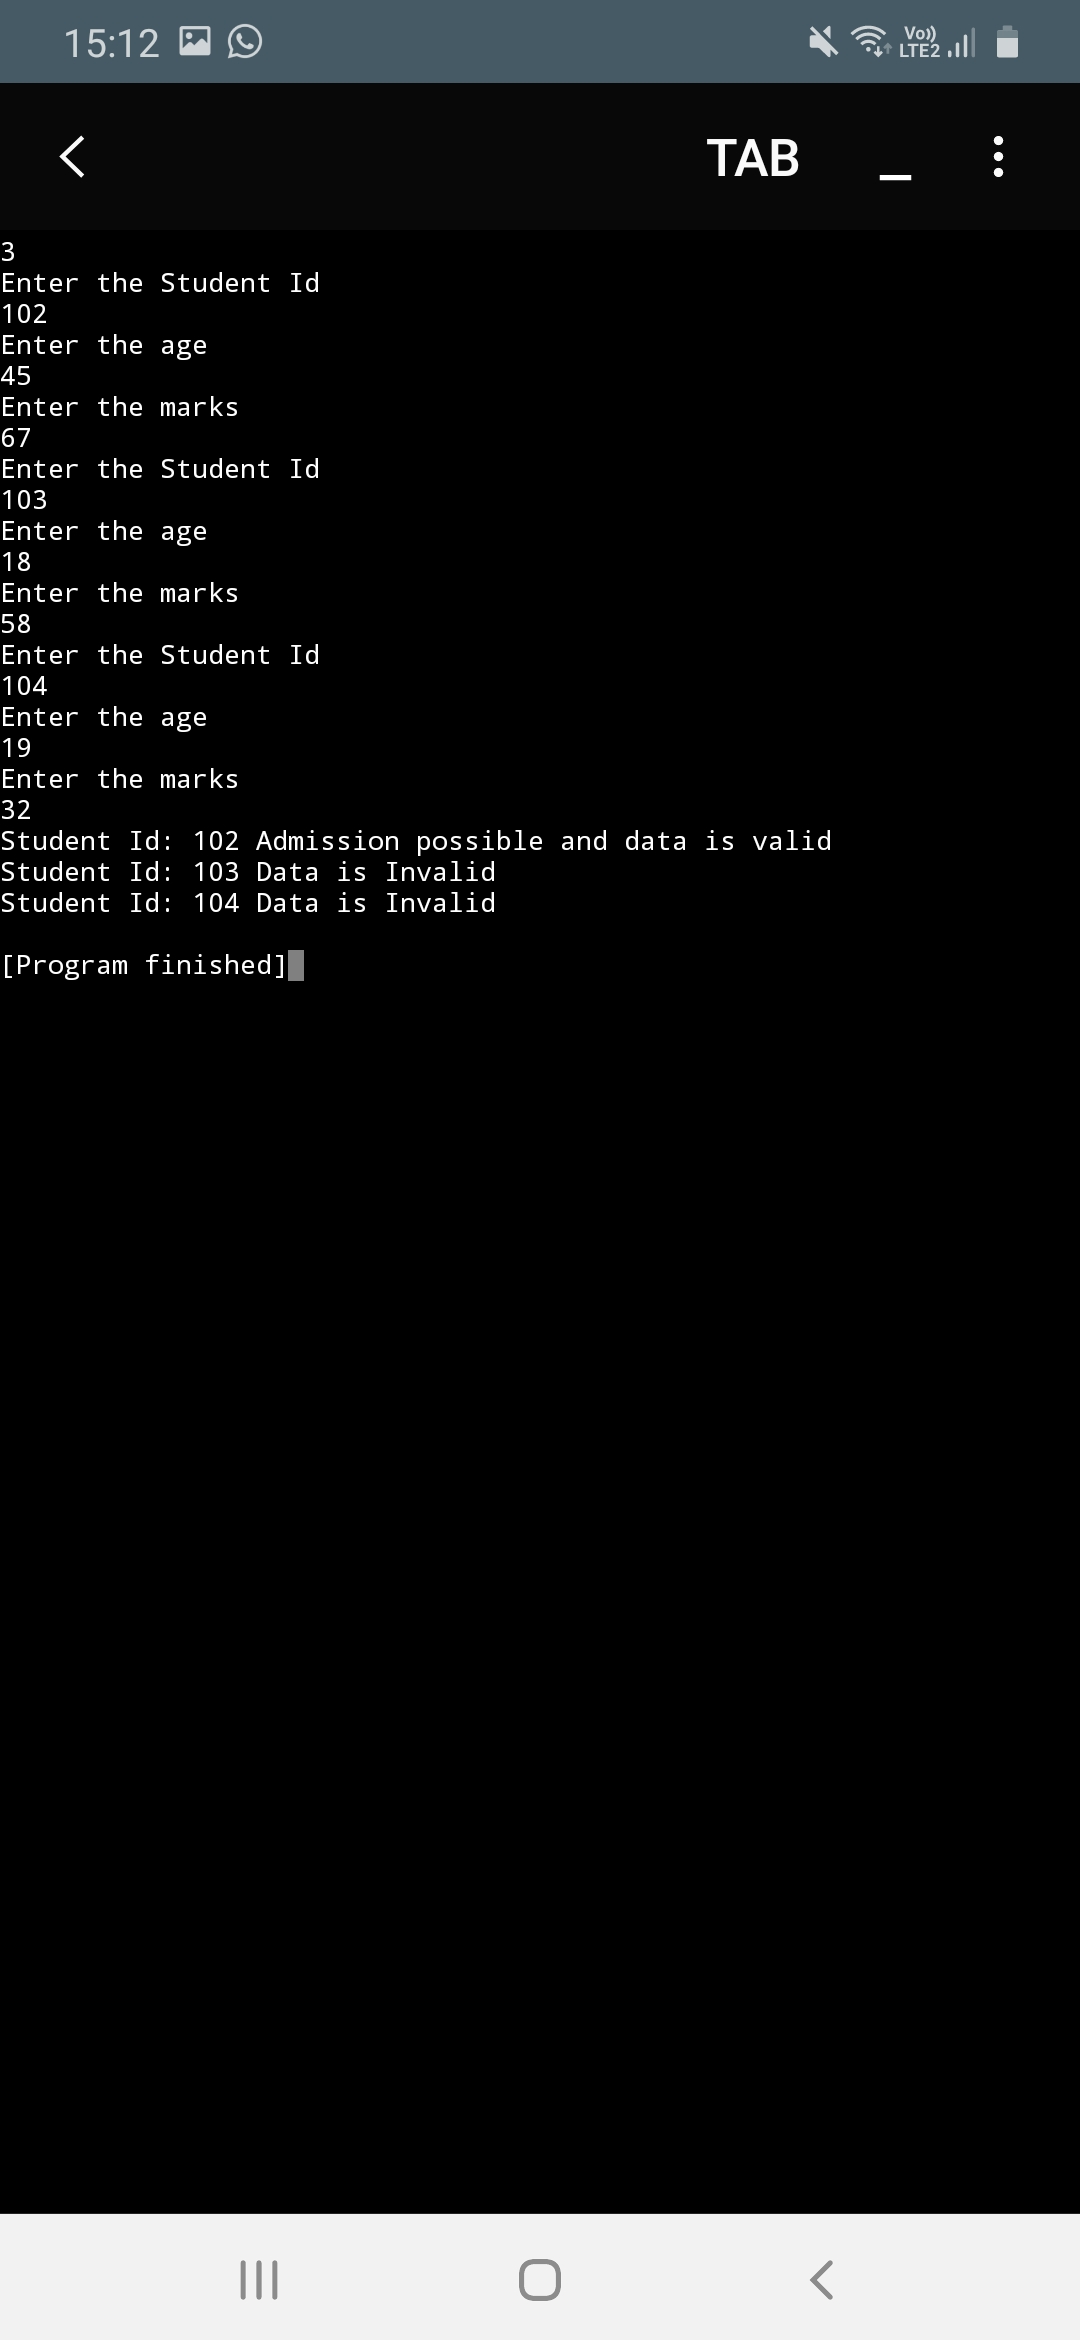 15:12
Vo)) LTE2
TAB _
3
Enter the Student Id
102
Enter the age
45
Enter the marks
67
Enter the Student Id
103
Enter the age
18
Enter the marks
58
Enter the Student Id
104
Enter the age
19
Enter the marks
32
Student Id: 102 Admission possible and data is valid
Student Id: 103 Data is Invalid
Student Id: 104 Data is Invalid
[Program finished]